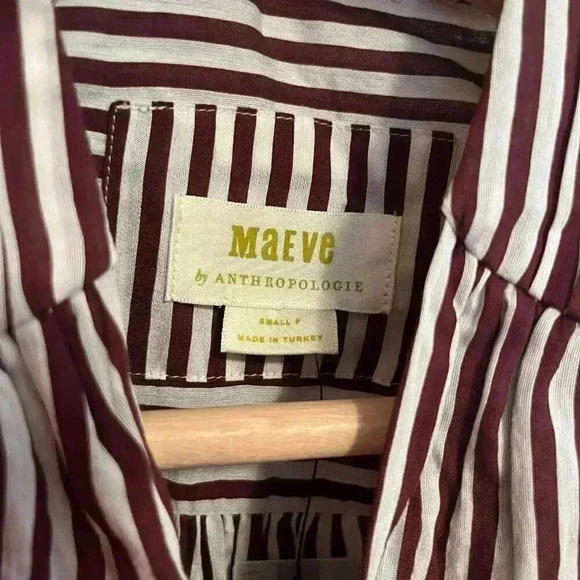 MaEVe
by ANTHROPOLOGIE
SMALL P
MADE IN TURKEY